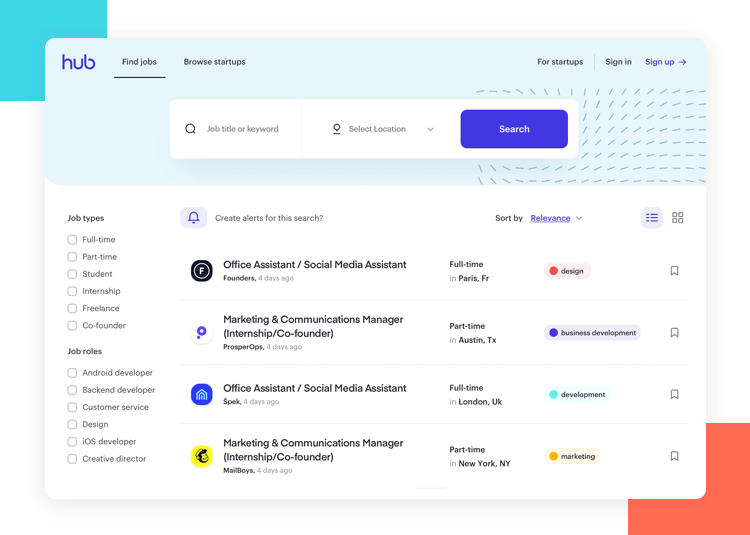 hub
Find jobs
Browse startups
For startups
Sign in
Sign up →
Job title or keyword
Select Location
Search
Job types
Full-time
Part-time
Student
Internship
Freelance
Co-founder
Job roles
Android developer
Backend developer
Customer service
Design
iOS developer
Creative director
Create alerts for this search?
Sort by Relevance
F
Office Assistant / Social Media Assistant
Founders, 4 days ago
Full-time
in Paris, Fr
design
Marketing & Communications Manager
(Internship/Co-founder)
ProsperOps, 4 days ago
Part-time
in Austin, Tx
business development
Office Assistant / Social Media Assistant
Špek, 4 days ago
Full-time
in London, Uk
development
Marketing & Communications Manager
(Internship/Co-founder)
MailBoys, 4 days ago
Part-time
in New York, NY
marketing